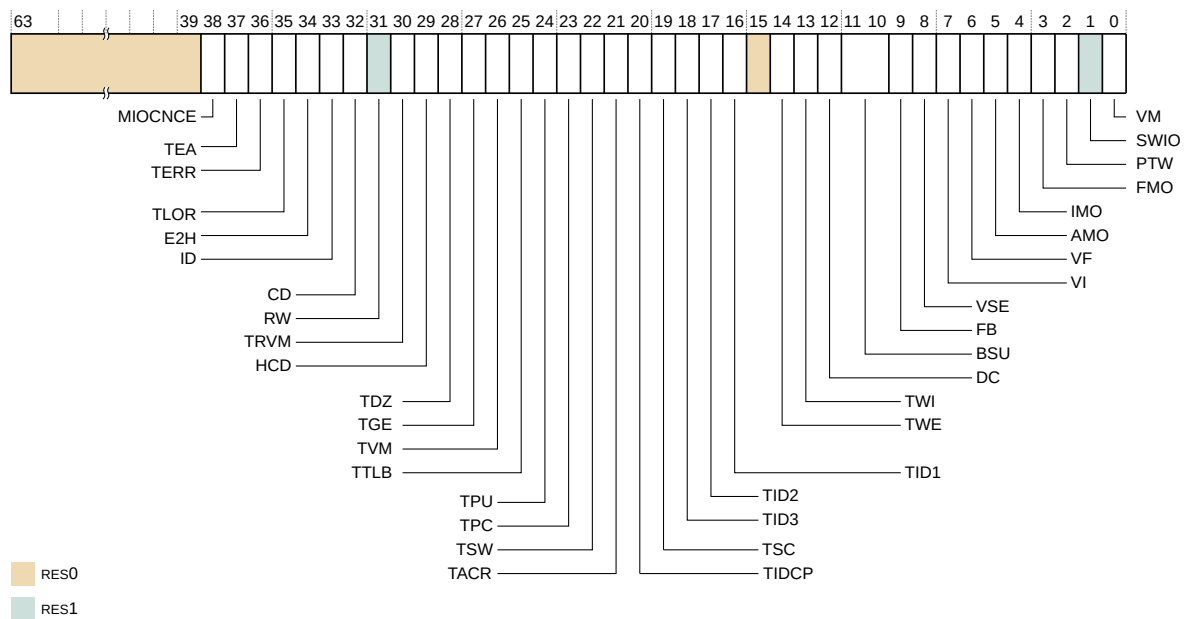 63 39 38 37 36 35 34 33 32 31 30 29 28 27 26 25 24 23 22 21 20 19 18 17 16 15 14 13 12 11 10 9 8 7 6 5 4 3 2 1 0
MIOCNCE VM
SWIO
TEA
PTW
TERR
FMO
TLOR IMO
E2H AMO
ID VF
VI
CD
VSE
RW
FB
TRVM
BSU
HCD
DC
TDZ TWI
TGE TWE
TVM
TTLB TID1
TPU TID2
TPC TID3
TSW TSC
TACR TIDCP
RES0
RES1